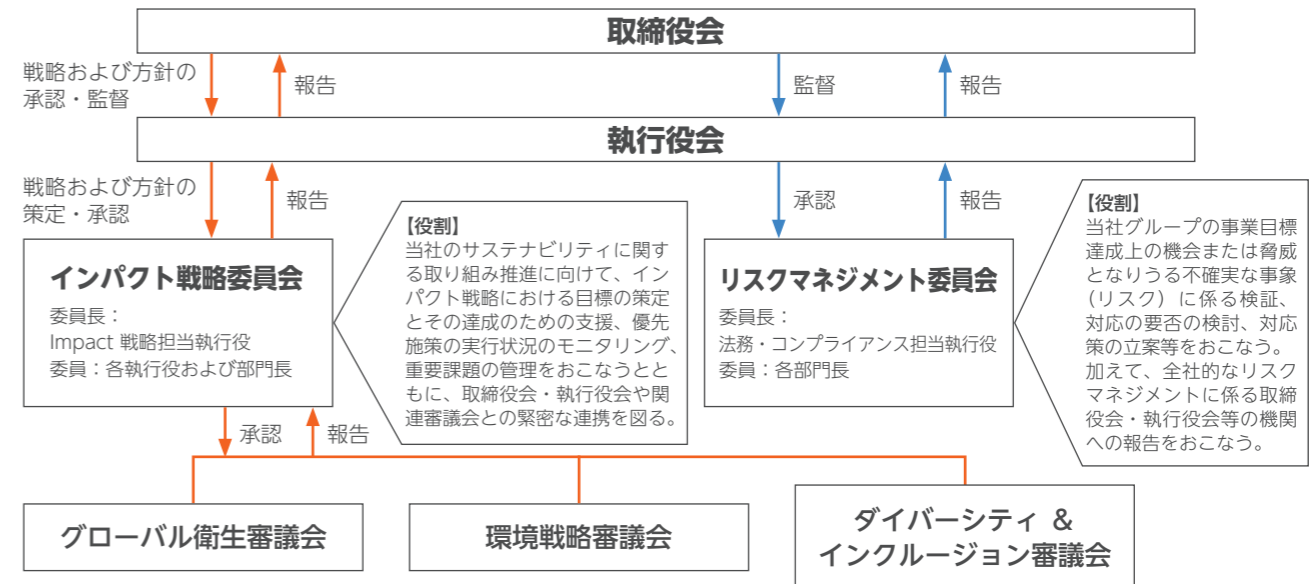 取締役会
戦略および方針の
承認・監督
報告
監督
報告
執行役会
戦略および方針の
策定・承認
報告
承認
報告
インパクト戦略委員会
委員長：
Impact 戦略担当執行役
委員：各執行役および部門長
【役割】
当社のサステナビリティに関す
る取り組み推進に向けて、イン
パクト戦略における目標の策定
とその達成のための支援、優先
施策の実行状況のモニタリング、
重要課題の管理をおこなうとと
もに、取締役会・執行役会や関
連審議会との緊密な連携を図る。
リスクマネジメント委員会
委員長：
法務・コンプライアンス担当執行役
委員：各部門長
【役割】
当社グループの事業目標
達成上の機会または脅威
となりうる不確実な事象
（リスク）に係る検証、
対応の要否の検討、対応
策の立案等をおこなう。
加えて、全社的なリスク
マネジメントに係る取締
役会・執行役会等の機関
への報告をおこなう。
承認
報告
グローバル衛生審議会
環境戦略審議会
ダイバーシティ ＆
インクルージョン審議会